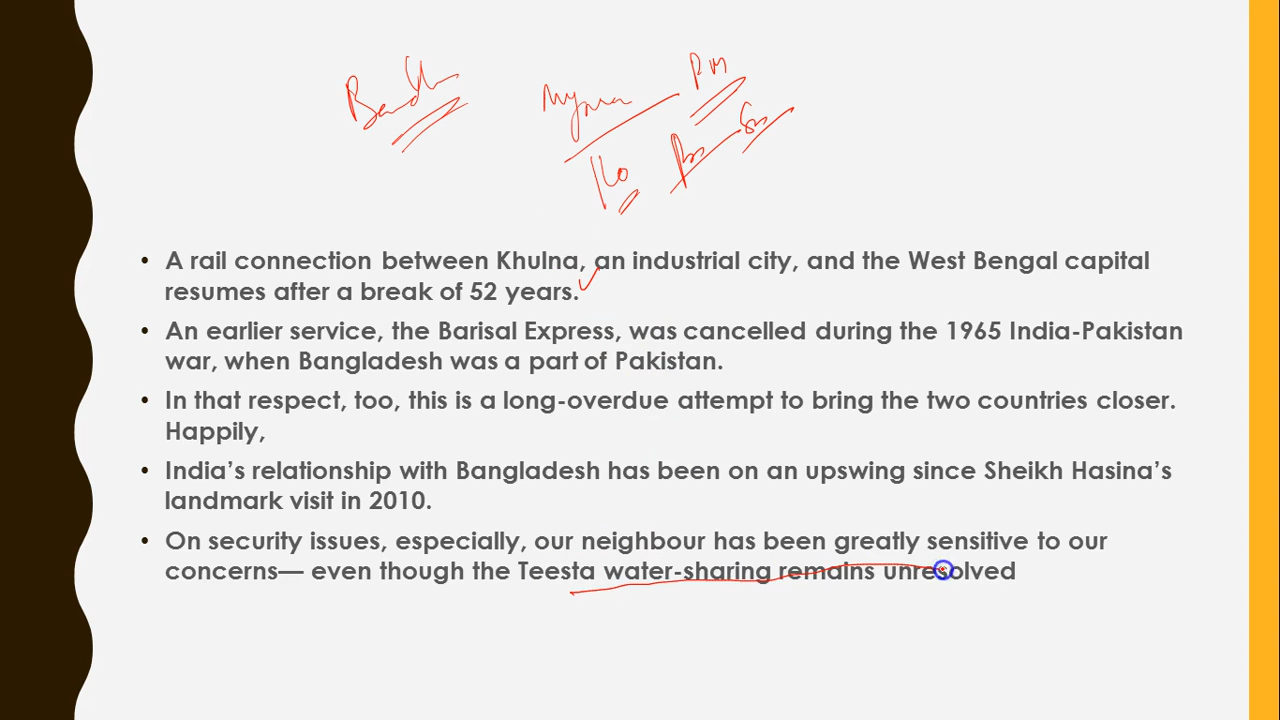 PM
• A rail connection between Khulna, an industrial city, and the West Bengal capital
resumes after a break of 52 years.
• An earlier service, the Barisal Express, was cancelled during the 1965 India-Pakistan
war, when Bangladesh was a part of Pakistan.
• In that respect, too, this is a long-overdue attempt to bring the two countries closer.
Happily,
• India’s relationship with Bangladesh has been on an upswing since Sheikh Hasina’s
landmark visit in 2010.
• On security issues, especially, our neighbour has been greatly sensitive to our
concerns— even though the Teesta water-sharing remains unresolved